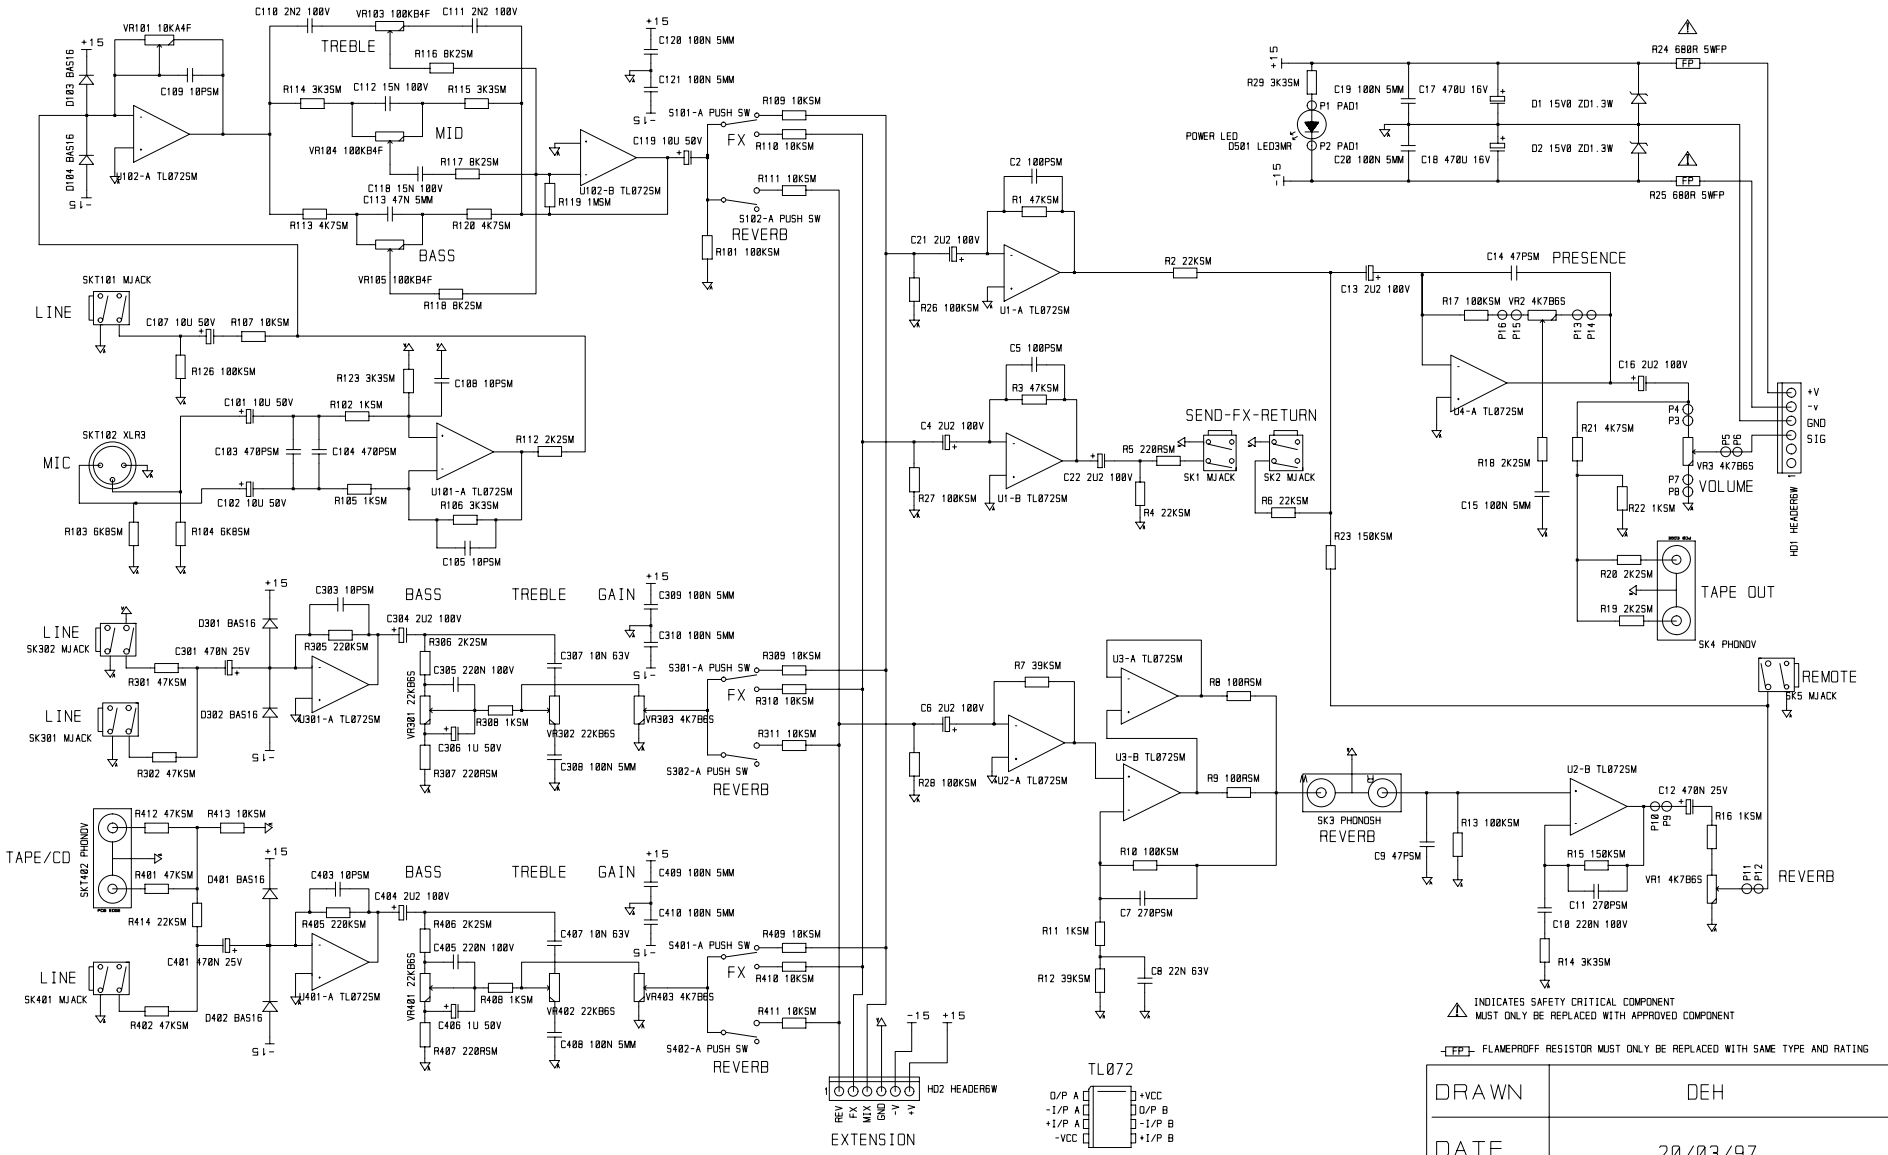 C110 2N2 100V
VR103 100KB4F
C111 2N2 100V
VR101 10KA4F
+15
TREBLE
R116 8K2SM
D103 BAS16
C109 10PSM
R114 3K3SM
C112 15N 100V
R115 3K3SM
MID
VR104 100KB4F
D104 BAS16
U102-A TL072SM
-15
R117 8K2SM
C118 15N 100V
C113 47N 5MM
R113 4K7SM
R120 4K7SM
R119 1MSM
U102-B TL072SM
BASS
VR105 100KB4F
R118 8K2SM
+15
C120 100N 5MM
C121 100N 5MM
-15
C119 10U 50V
S101-A PUSH SW
FX
R109 10KSM
R110 10KSM
R111 10KSM
S102-A PUSH SW
REVERB
R101 100KSM
SKT101 MJACK
LINE
C107 10U 50V
R107 10KSM
R126 100KSM
R123 3K3SM
C108 10PSM
C101 10U 50V
R102 1KSM
SKT102 XLR3
MIC
C103 470PSM
C104 470PSM
R112 2K2SM
C102 10U 50V
R105 1KSM
U101-A TL072SM
R106 3K3SM
R103 6K8SM
R104 6K8SM
C105 10PSM
+15
C303 10PSM
BASS
TREBLE
GAIN
+15
C309 100N 5MM
C310 100N 5MM
-15
LINE
SK302 MJACK
D301 BAS16
C301 470N 25V
R305 220KSM
C304 2U2 100V
R306 2K2SM
C305 220N 100V
C307 10N 63V
R301 47KSM
LINE
SK301 MJACK
D302 BAS16
U301-A TL072SM
VR301 22KB6S
R308 1KSM
VR302 22KB6S
VR303 4K7B6S
C306 1U 50V
R302 47KSM
-15
R307 220RSM
C308 100N 5MM
S301-A PUSH SW
FX
R309 10KSM
R310 10KSM
R311 10KSM
S302-A PUSH SW
REVERB
R412 47KSM
R413 10KSM
TAPE/CD
SKT402 PHONOV
PCB EDGE
R401 47KSM
+15
D401 BAS16
R414 22KSM
C403 10PSM
BASS
TREBLE
GAIN
+15
C409 100N 5MM
C410 100N 5MM
-15
C404 2U2 100V
R405 220KSM
R406 2K2SM
C405 220N 100V
C407 10N 63V
C401 470N 25V
LINE
SK401 MJACK
D402 BAS16
U401-A TL072SM
VR401 22KB6S
R408 1KSM
VR402 22KB6S
VR403 4K7B6S
C406 1U 50V
R402 47KSM
-15
R407 220RSM
C408 100N 5MM
S401-A PUSH SW
FX
R409 10KSM
R410 10KSM
R411 10KSM
S402-A PUSH SW
REVERB
-15
+15
1
HD2 HEADER6W
REV
FX
MIX
GND
-V
+V
EXTENSION
C2 100PSM
R1 47KSM
C21 2U2 100V
R26 100KSM
U1-A TL072SM
R2 22KSM
C5 100PSM
R3 47KSM
C4 2U2 100V
R27 100KSM
U1-B TL072SM
C22 2U2 100V
SEND-FX-RETURN
R5 220RSM
SK1 MJACK
SK2 MJACK
R4 22KSM
R6 22KSM
R23 150KSM
R7 39KSM
C6 2U2 100V
R28 100KSM
U2-A TL072SM
U3-A TL072SM
R8 100RSM
U3-B TL072SM
R9 100RSM
R10 100KSM
C7 270PSM
R11 1KSM
R12 39KSM
C8 22N 63V
W
R
SK3 PHONOSH
REVERB
C9 47PSM
R13 100KSM
U2-B TL072SM
C12 470N 25V
P10
P9
R16 1KSM
R15 150KSM
C11 270PSM
VR1 4K7B6S
P11
P12
REVERB
C10 220N 100V
R14 3K3SM
+15
R29 3K3SM
P1 PAD1
POWER LED
D501 LED3MR
P2 PAD1
-15
C19 100N 5MM
C17 470U 16V
C20 100N 5MM
C18 470U 16V
D1 15V0 ZD1.3W
D2 15V0 ZD1.3W
R24 680R 5WFP
FP
FP
R25 680R 5WFP
C14 47PSM
PRESENCE
C13 2U2 100V
R17 100KSM
VR2 4K7B6S
P16
P15
P13
P14
U4-A TL072SM
C16 2U2 100V
R18 2K2SM
C15 100N 5MM
R21 4K7SM
P4
P3
P5
P6
VR3 4K7B6S
P7
P8
VOLUME
R22 1KSM
+V
-v
GND
SIG
HD1 HEADER6W
1
PCB EDGE
R20 2K2SM
TAPE OUT
R19 2K2SM
SK4 PHONOV
REMOTE
SK5 MJACK
INDICATES SAFETY CRITICAL COMPONENT
MUST ONLY BE REPLACED WITH APPROVED COMPONENT
FP FLAMEPROFF RESISTOR MUST ONLY BE REPLACED WITH SAME TYPE AND RATING
TL072
O/P A
-I/P A
+I/P A
-VCC
+VCC
O/P B
-I/P B
+I/P B
DRAWN DEH
DATE 20/03/97